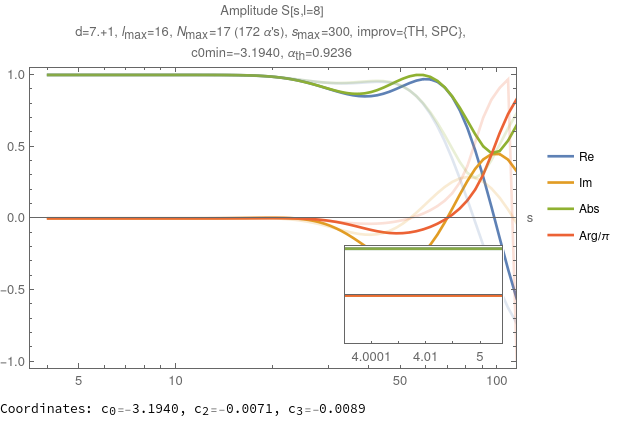 Amplitude S[s,l=8]
d=7.+1, lmax=16, Nmax=17 (172 α's), smax=300, improv={TH, SPC},
c0min=−3.1940, αth=0.9236
1.0
0.5
0.0
−0.5
−1.0
s
4.0001 4.01 5
5 10 50 100
Re
Im
Abs
Arg/π
Coordinates: c0=−3.1940, c2=−0.0071, c3=−0.0089